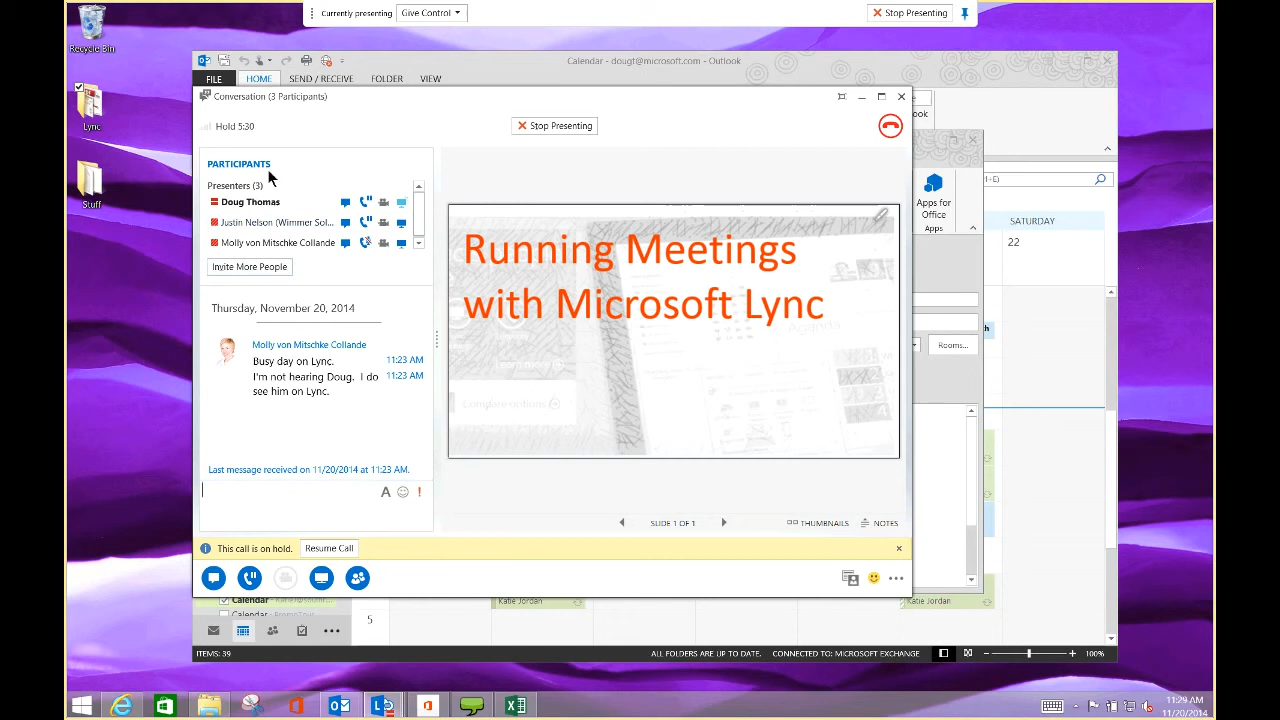 Currently presenting
Give Control
Stop Presenting
Recycle Bin
Lync
Stuff
Calendar - dougt@microsoft.com - Outlook
FILE
HOME
SEND / RECEIVE
FOLDER
VIEW
Conversation (3 Participants)
Hold 5:30
Stop Presenting
PARTICIPANTS
Presenters (3)
Doug Thomas
Justin Nelson (Wimmer Sol...
Molly von Mitschke Collande
Invite More People
Thursday, November 20, 2014
Molly von Mitschke Collande
Busy day on Lync. 11:23 AM
I'm not hearing Doug. I do 11:23 AM
see him on Lync.
Last message received on 11/20/2014 at 11:23 AM.
A
!
Running Meetings
with Microsoft Lync
Agenda
Learn more
Compare options
SLIDE 1 OF 1
THUMBNAILS
NOTES
This call is on hold.
Resume Call
Apps for
Office
Apps
Rooms...
SATURDAY
22
Calendar
Calendar
5
Katie Jordan
Katie Jordan
ITEMS: 39
ALL FOLDERS ARE UP TO DATE.
CONNECTED TO: MICROSOFT EXCHANGE
100%
11:29 AM
11/20/2014